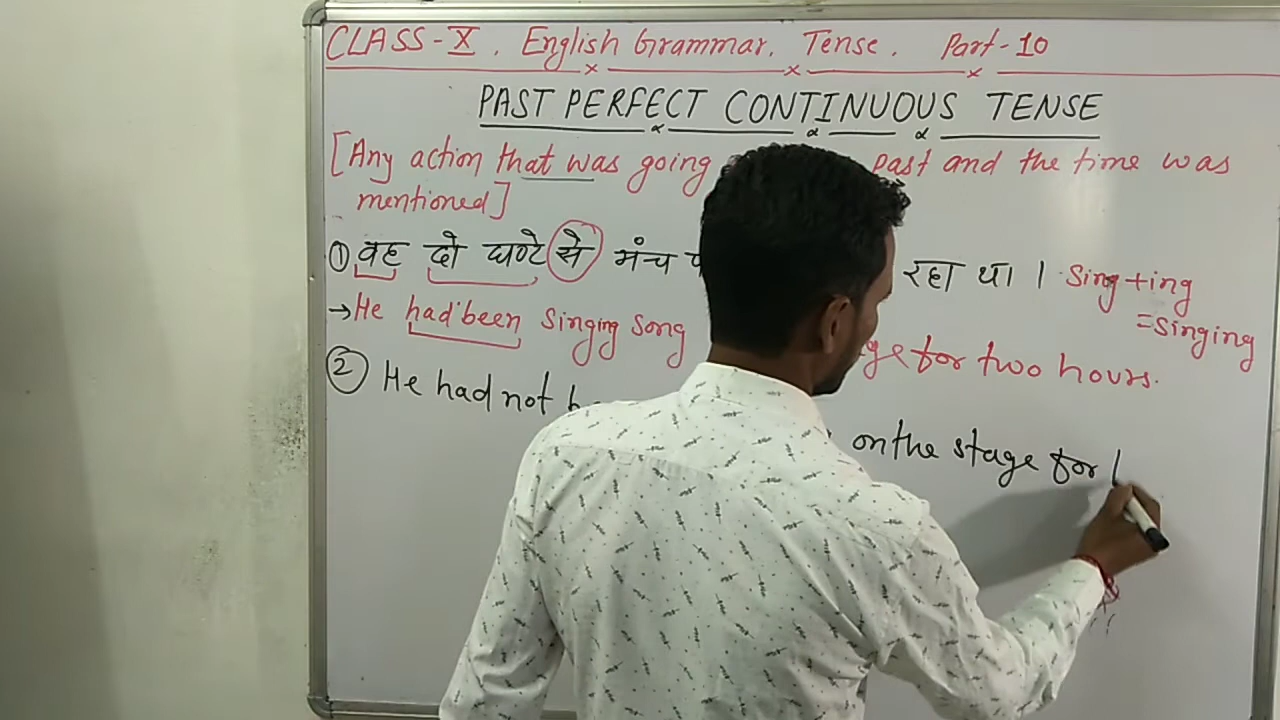 CLASS-X. English Grammar. Tense. Part-10
PAST PERFECT CONTINUOUS TENSE
[Any action that was going past and the time was
mentioned]
① वह दो घण्टे से मंच रहा था । Sing+ing
=Singing
→He had been singing song for two hours.
② He had not on the stage for